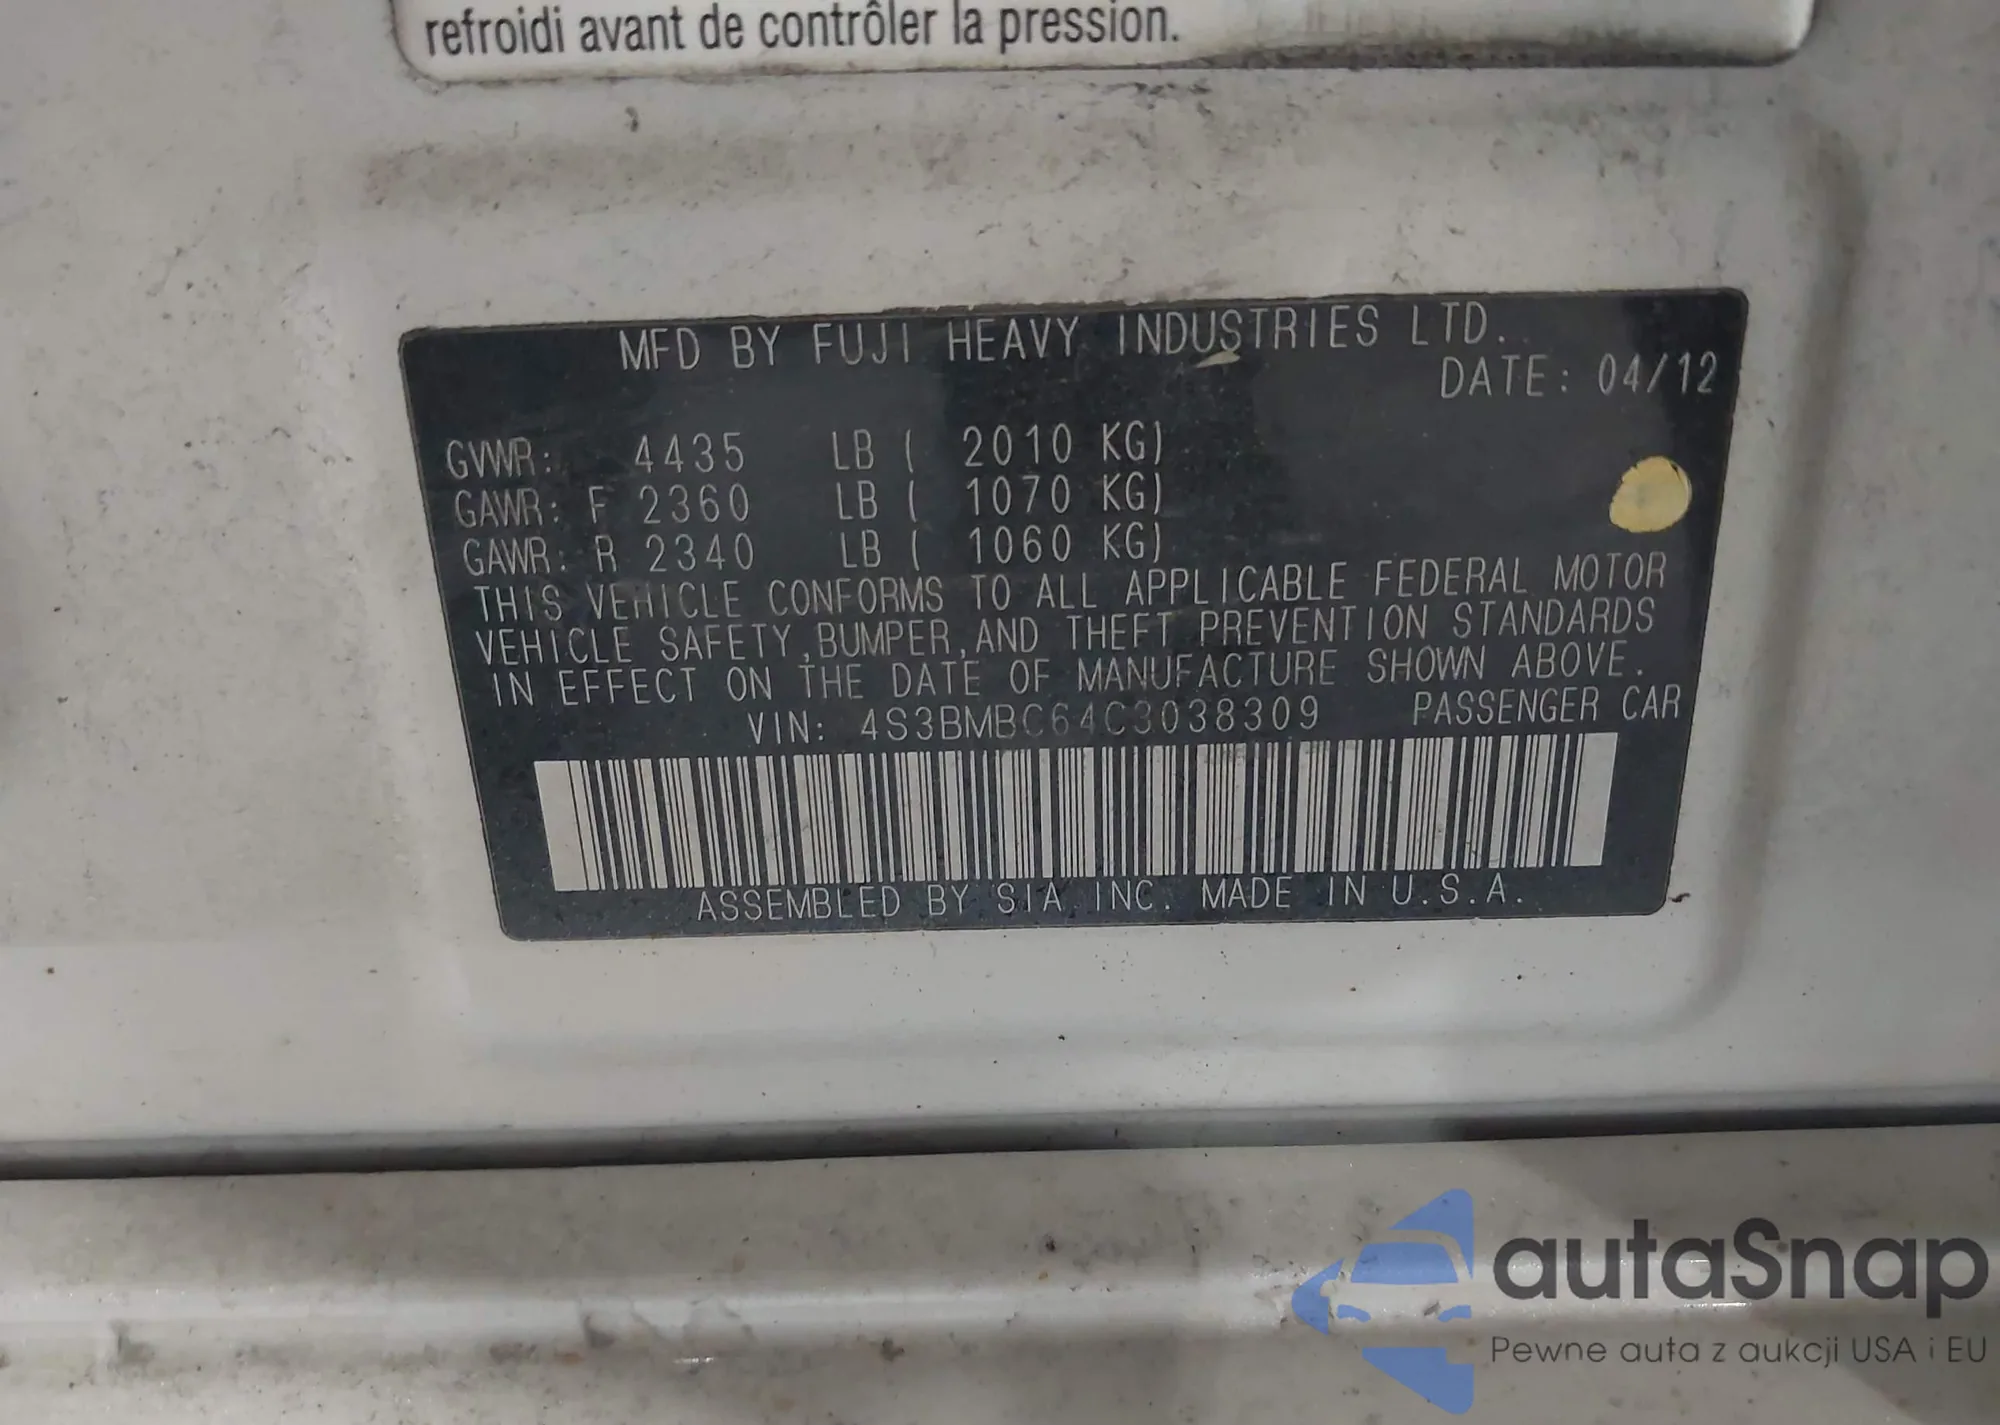 refroidi avant de contrôler la pression.
MFD BY FUJI HEAVY INDUSTRIES LTD.
DATE: 04/12
GVWR: 4435 LB ( 2010 KG)
GAWR: F 2360 LB ( 1070 KG)
GAWR: R 2340 LB ( 1060 KG)
THIS VEHICLE CONFORMS TO ALL APPLICABLE FEDERAL MOTOR
VEHICLE SAFETY,BUMPER,AND THEFT PREVENTION STANDARDS
IN EFFECT ON THE DATE OF MANUFACTURE SHOWN ABOVE.
VIN: 4S3BMBC64C3038309 PASSENGER CAR
ASSEMBLED BY SIA INC. MADE IN U.S.A.
autaSnap
Pewne auta z aukcji USA i EU